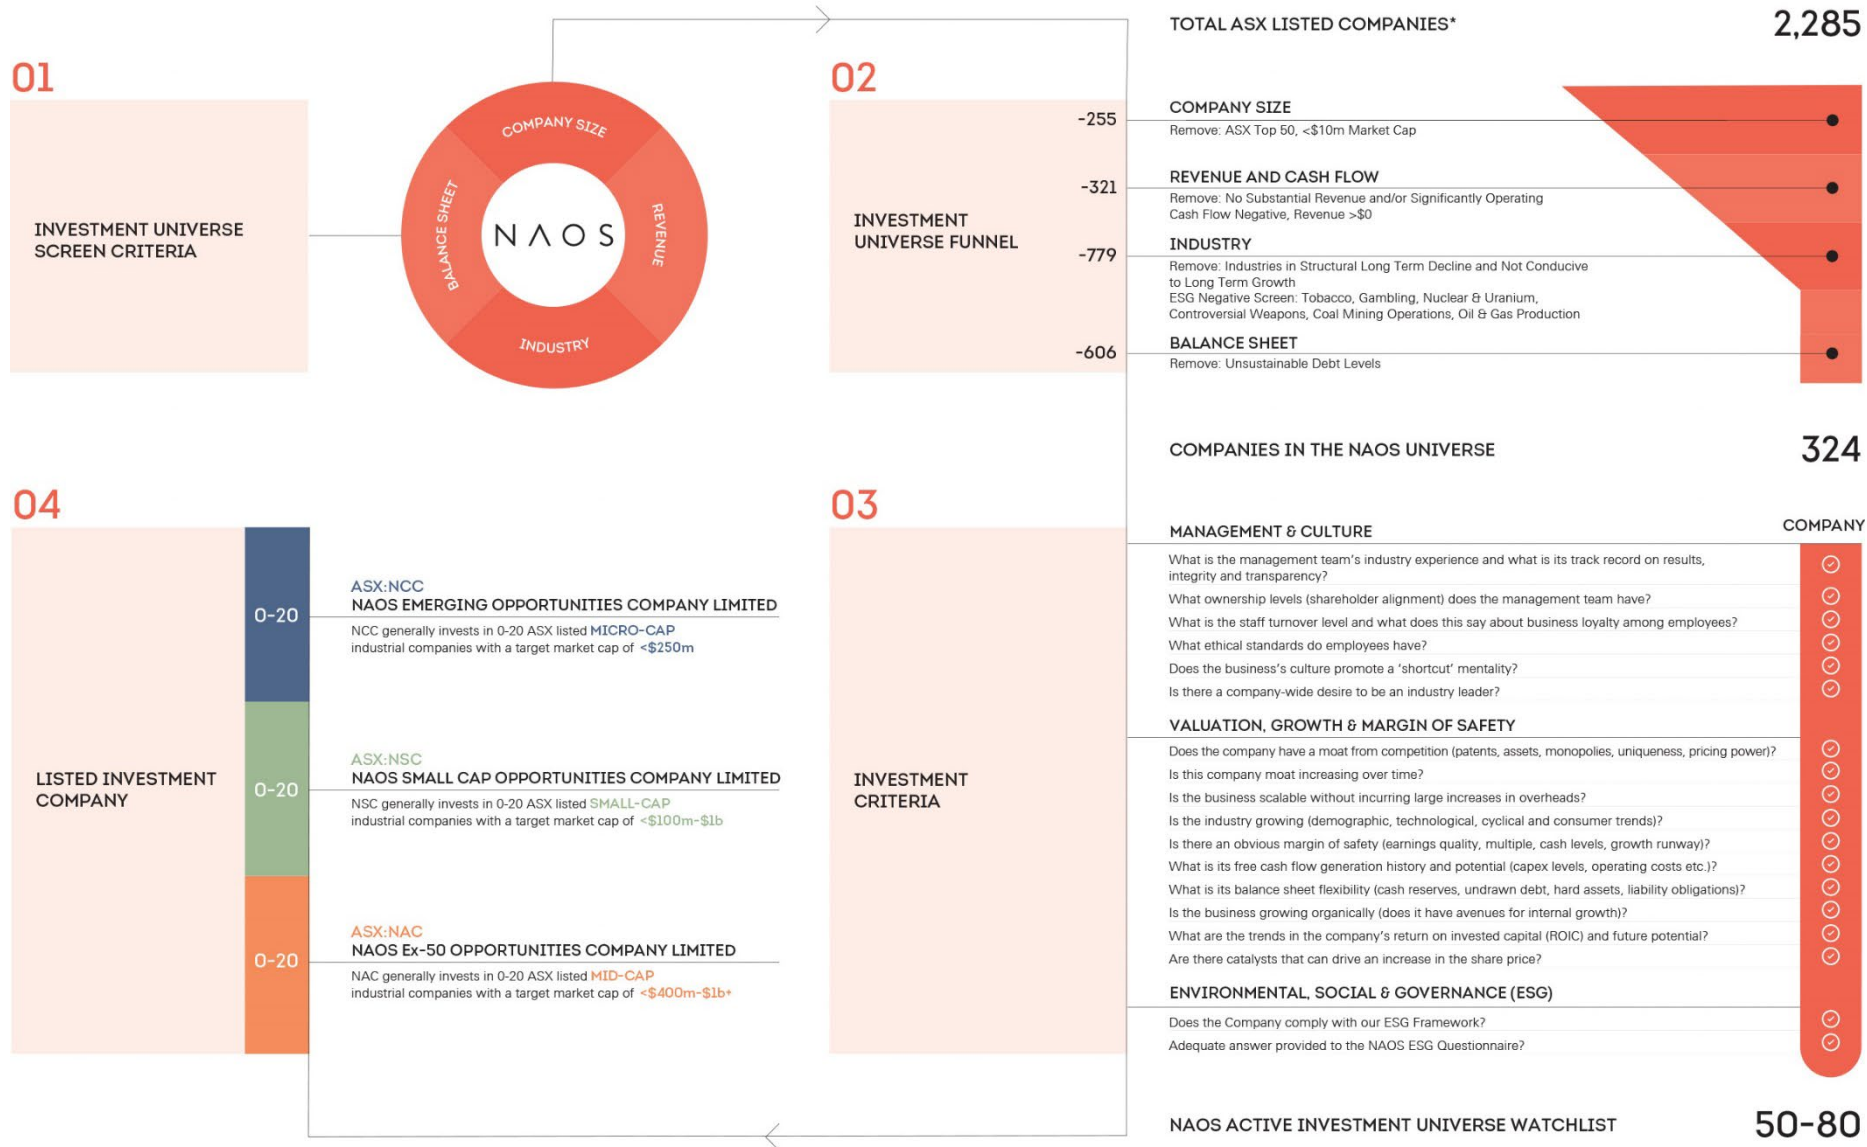 01
INVESTMENT UNIVERSE
SCREEN CRITERIA
COMPANY SIZE
REVENUE
INDUSTRY
BALANCE SHEET
NAOS
02
INVESTMENT
UNIVERSE FUNNEL
TOTAL ASX LISTED COMPANIES*
2,285
-255
COMPANY SIZE
Remove: ASX Top 50, <$10m Market Cap
-321
REVENUE AND CASH FLOW
Remove: No Substantial Revenue and/or Significantly Operating
Cash Flow Negative, Revenue >$0
-779
INDUSTRY
Remove: Industries in Structural Long Term Decline and Not Conducive
to Long Term Growth
ESG Negative Screen: Tobacco, Gambling, Nuclear & Uranium,
Controversial Weapons, Coal Mining Operations, Oil & Gas Production
-606
BALANCE SHEET
Remove: Unsustainable Debt Levels
COMPANIES IN THE NAOS UNIVERSE
324
03
INVESTMENT
CRITERIA
COMPANY
MANAGEMENT & CULTURE
What is the management team's industry experience and what is its track record on results,
integrity and transparency?
What ownership levels (shareholder alignment) does the management team have?
What is the staff turnover level and what does this say about business loyalty among employees?
What ethical standards do employees have?
Does the business's culture promote a 'shortcut' mentality?
Is there a company-wide desire to be an industry leader?
VALUATION, GROWTH & MARGIN OF SAFETY
Does the company have a moat from competition (patents, assets, monopolies, uniqueness, pricing power)?
Is this company moat increasing over time?
Is the business scalable without incurring large increases in overheads?
Is the industry growing (demographic, technological, cyclical and consumer trends)?
Is there an obvious margin of safety (earnings quality, multiple, cash levels, growth runway)?
What is its free cash flow generation history and potential (capex levels, operating costs etc.)?
What is its balance sheet flexibility (cash reserves, undrawn debt, hard assets, liability obligations)?
Is the business growing organically (does it have avenues for internal growth)?
What are the trends in the company's return on invested capital (ROIC) and future potential?
Are there catalysts that can drive an increase in the share price?
ENVIRONMENTAL, SOCIAL & GOVERNANCE (ESG)
Does the Company comply with our ESG Framework?
Adequate answer provided to the NAOS ESG Questionnaire?
NAOS ACTIVE INVESTMENT UNIVERSE WATCHLIST
50-80
04
LISTED INVESTMENT
COMPANY
0-20
ASX:NCC
NAOS EMERGING OPPORTUNITIES COMPANY LIMITED
NCC generally invests in 0-20 ASX listed MICRO-CAP
industrial companies with a target market cap of <$250m
0-20
ASX:NSC
NAOS SMALL CAP OPPORTUNITIES COMPANY LIMITED
NSC generally invests in 0-20 ASX listed SMALL-CAP
industrial companies with a target market cap of <$100m-$1b
0-20
ASX:NAC
NAOS Ex-50 OPPORTUNITIES COMPANY LIMITED
NAC generally invests in 0-20 ASX listed MID-CAP
industrial companies with a target market cap of <$400m-$1b+